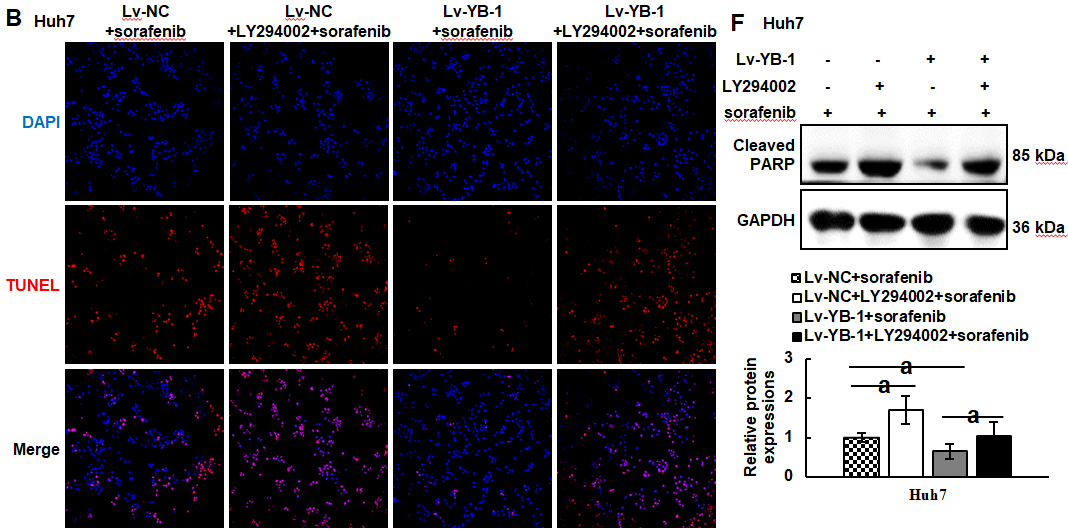 B Huh7
Lv-NC
+sorafenib
Lv-NC
+LY294002+sorafenib
Lv-YB-1
+sorafenib
Lv-YB-1
+LY294002+sorafenib
DAPI
TUNEL
Merge
F Huh7
Lv-YB-1 - - + +
LY294002 - + - +
sorafenib + + + +
Cleaved
PARP
85 kDa
GAPDH
36 kDa
Lv-NC+sorafenib
Lv-NC+LY294002+sorafenib
Lv-YB-1+sorafenib
Lv-YB-1+LY294002+sorafenib
Relative protein
expressions
3
2
1
0
a
a
a
Huh7